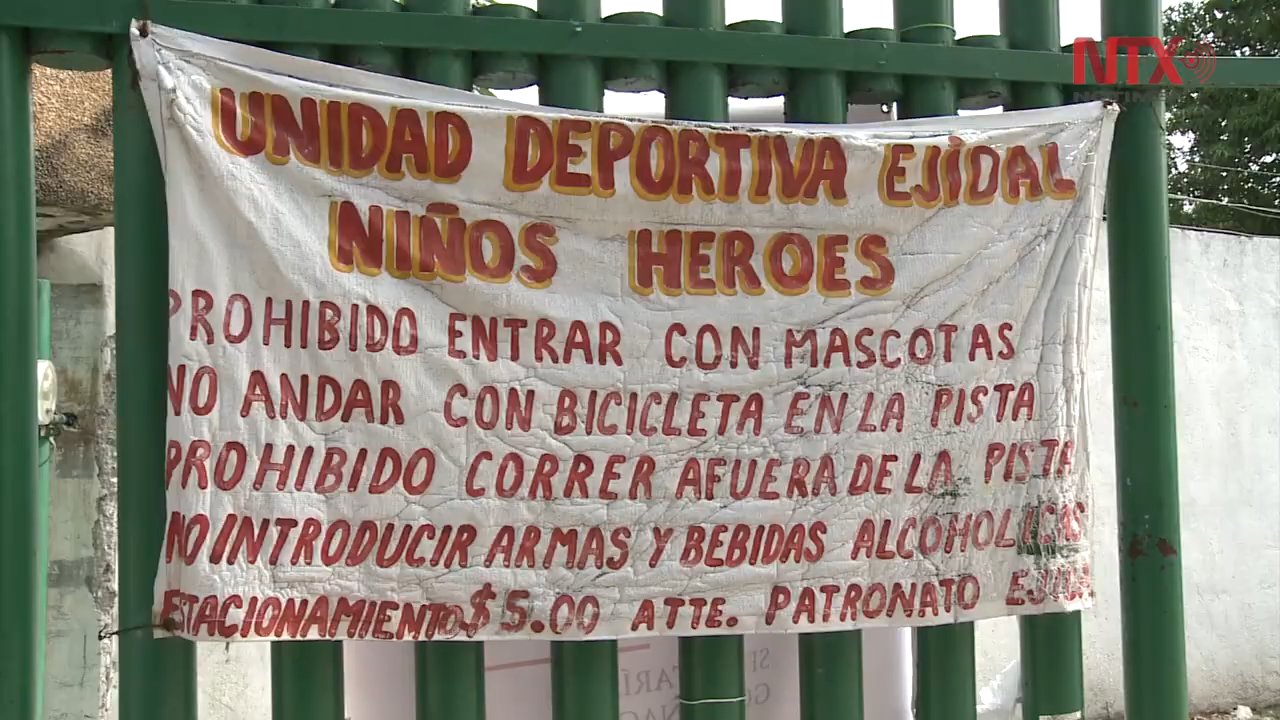 NTX
UNIDAD DEPORTIVA EJIDAL
NIÑOS HEROES
PROHIBIDO ENTRAR CON MASCOTAS
NO ANDAR CON BICICLETA EN LA PISTA
PROHIBIDO CORRER AFUERA DE LA PISTA
NO INTRODUCIR ARMAS Y BEBIDAS ALCOHOLICAS
ESTACIONAMIENTO $5.00 ATTE. PATRONATO